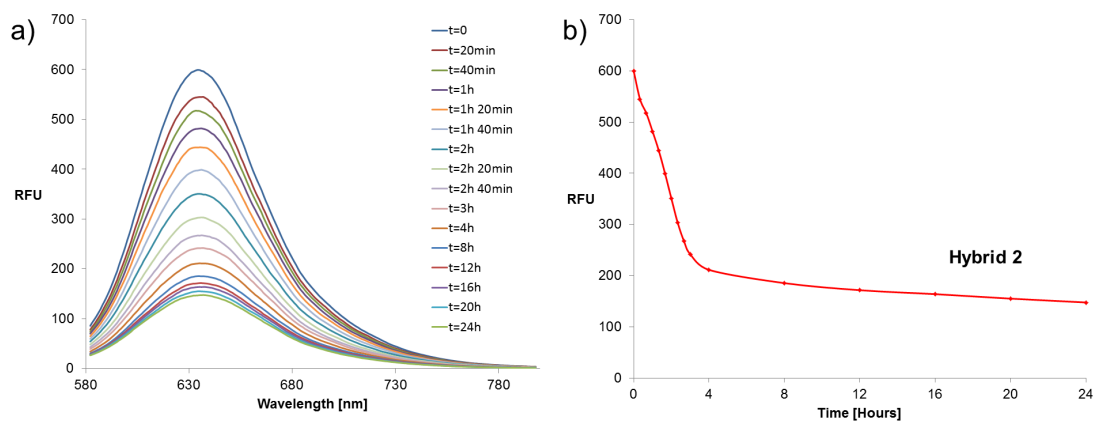 a)
700
600
500
400
300
200
100
0
RFU
580
630
680
730
780
Wavelength [nm]
t=0
t=20min
t=40min
t=1h
t=1h 20min
t=1h 40min
t=2h
t=2h 20min
t=2h 40min
t=3h
t=4h
t=8h
t=12h
t=16h
t=20h
t=24h
b)
700
600
500
400
300
200
100
0
RFU
0
4
8
12
16
20
24
Time [Hours]
Hybrid 2